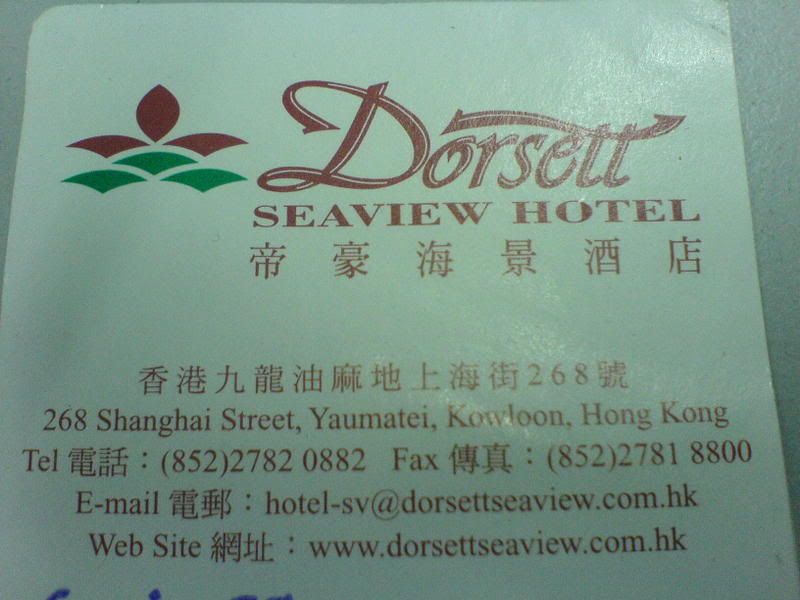 Dorsett
SEAVIEW HOTEL
帝豪海景酒店
香港九龍油麻地上海街268號
268 Shanghai Street, Yaumatei, Kowloon, Hong Kong
Tel 電話：(852)2782 0882 Fax 傳真：(852)2781 8800
E-mail 電郵：hotel-sv@dorsettseaview.com.hk
Web Site 網址：www.dorsettseaview.com.hk